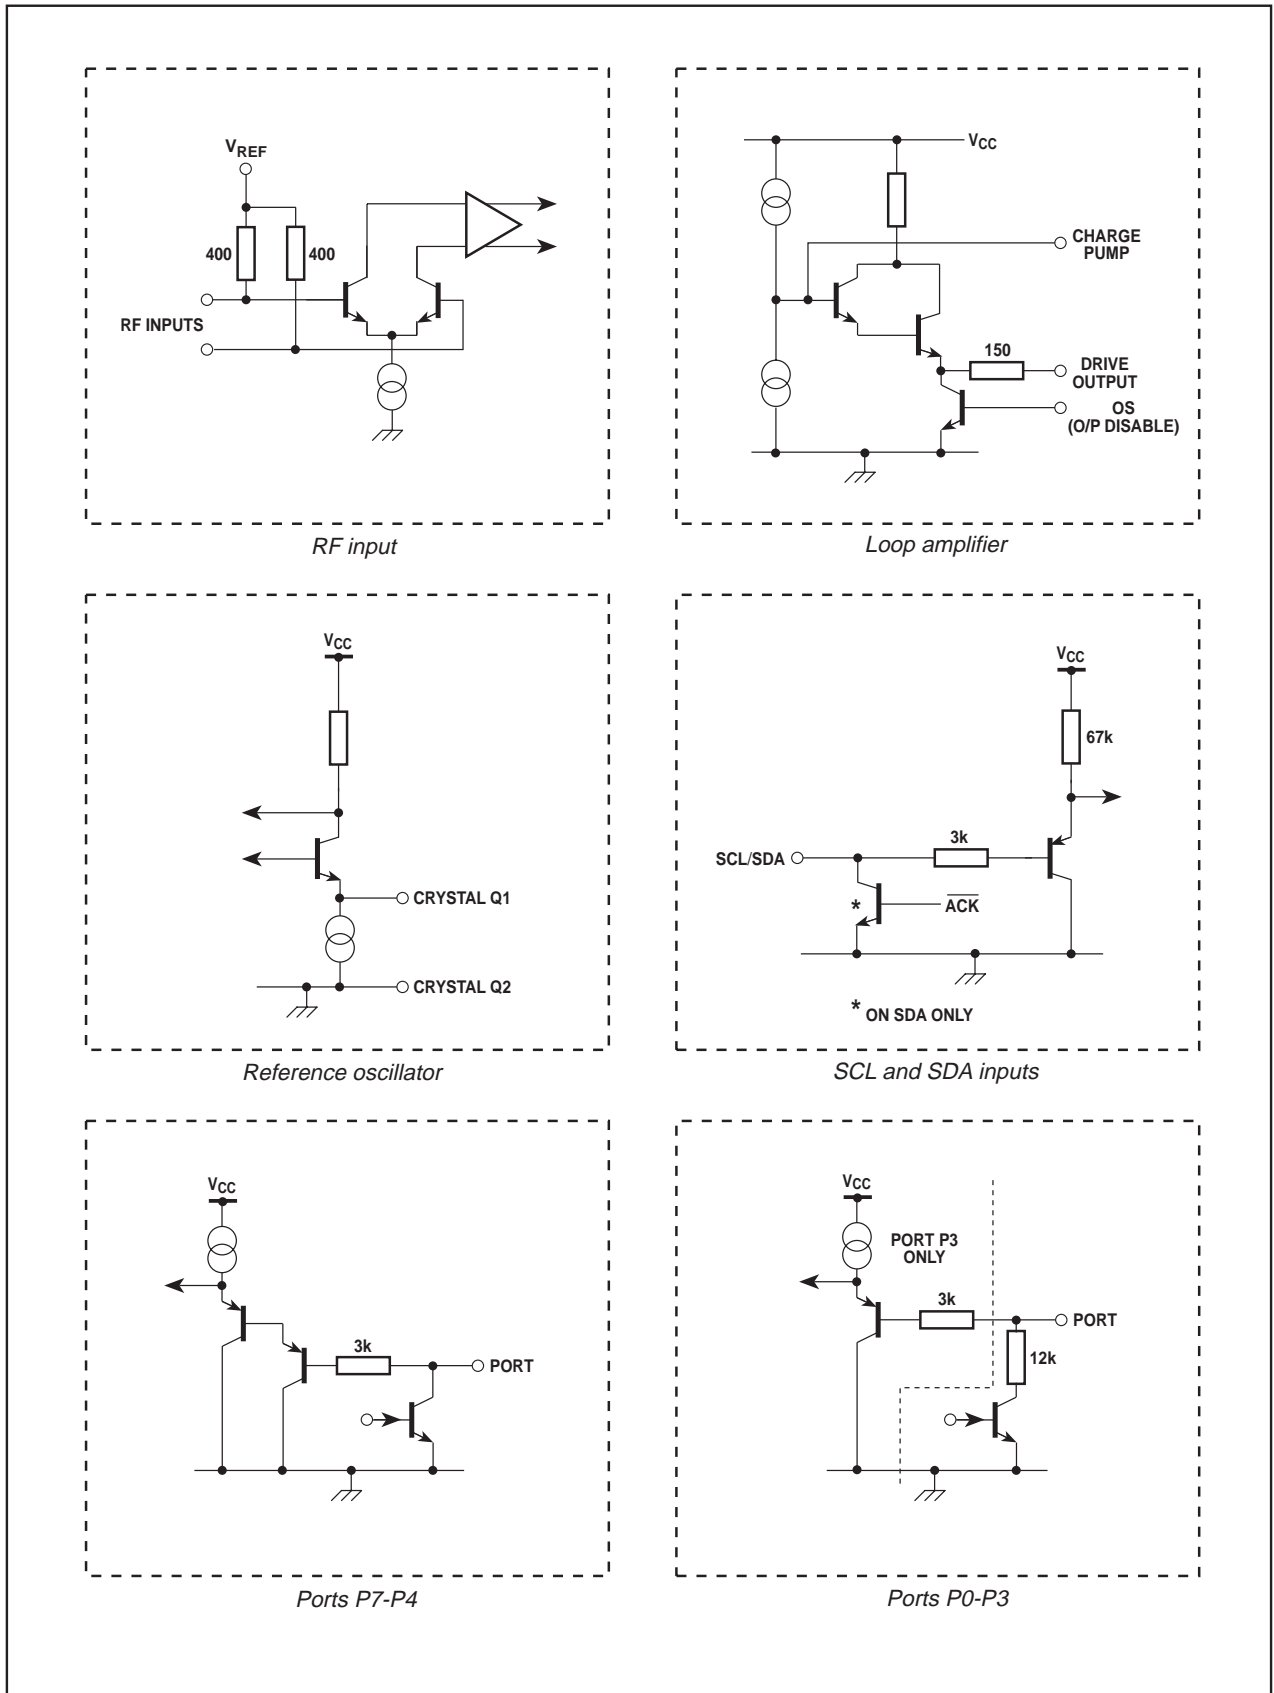 VREF
400
400
RF INPUTS
RF input
VCC
CHARGE
PUMP
150
DRIVE
OUTPUT
OS
(O/P DISABLE)
Loop amplifier
VCC
CRYSTAL Q1
CRYSTAL Q2
Reference oscillator
VCC
67k
3k
SCL/SDA
*
ACK
* ON SDA ONLY
SCL and SDA inputs
VCC
3k
PORT
Ports P7-P4
VCC
PORT P3
ONLY
3k
PORT
12k
Ports P0-P3